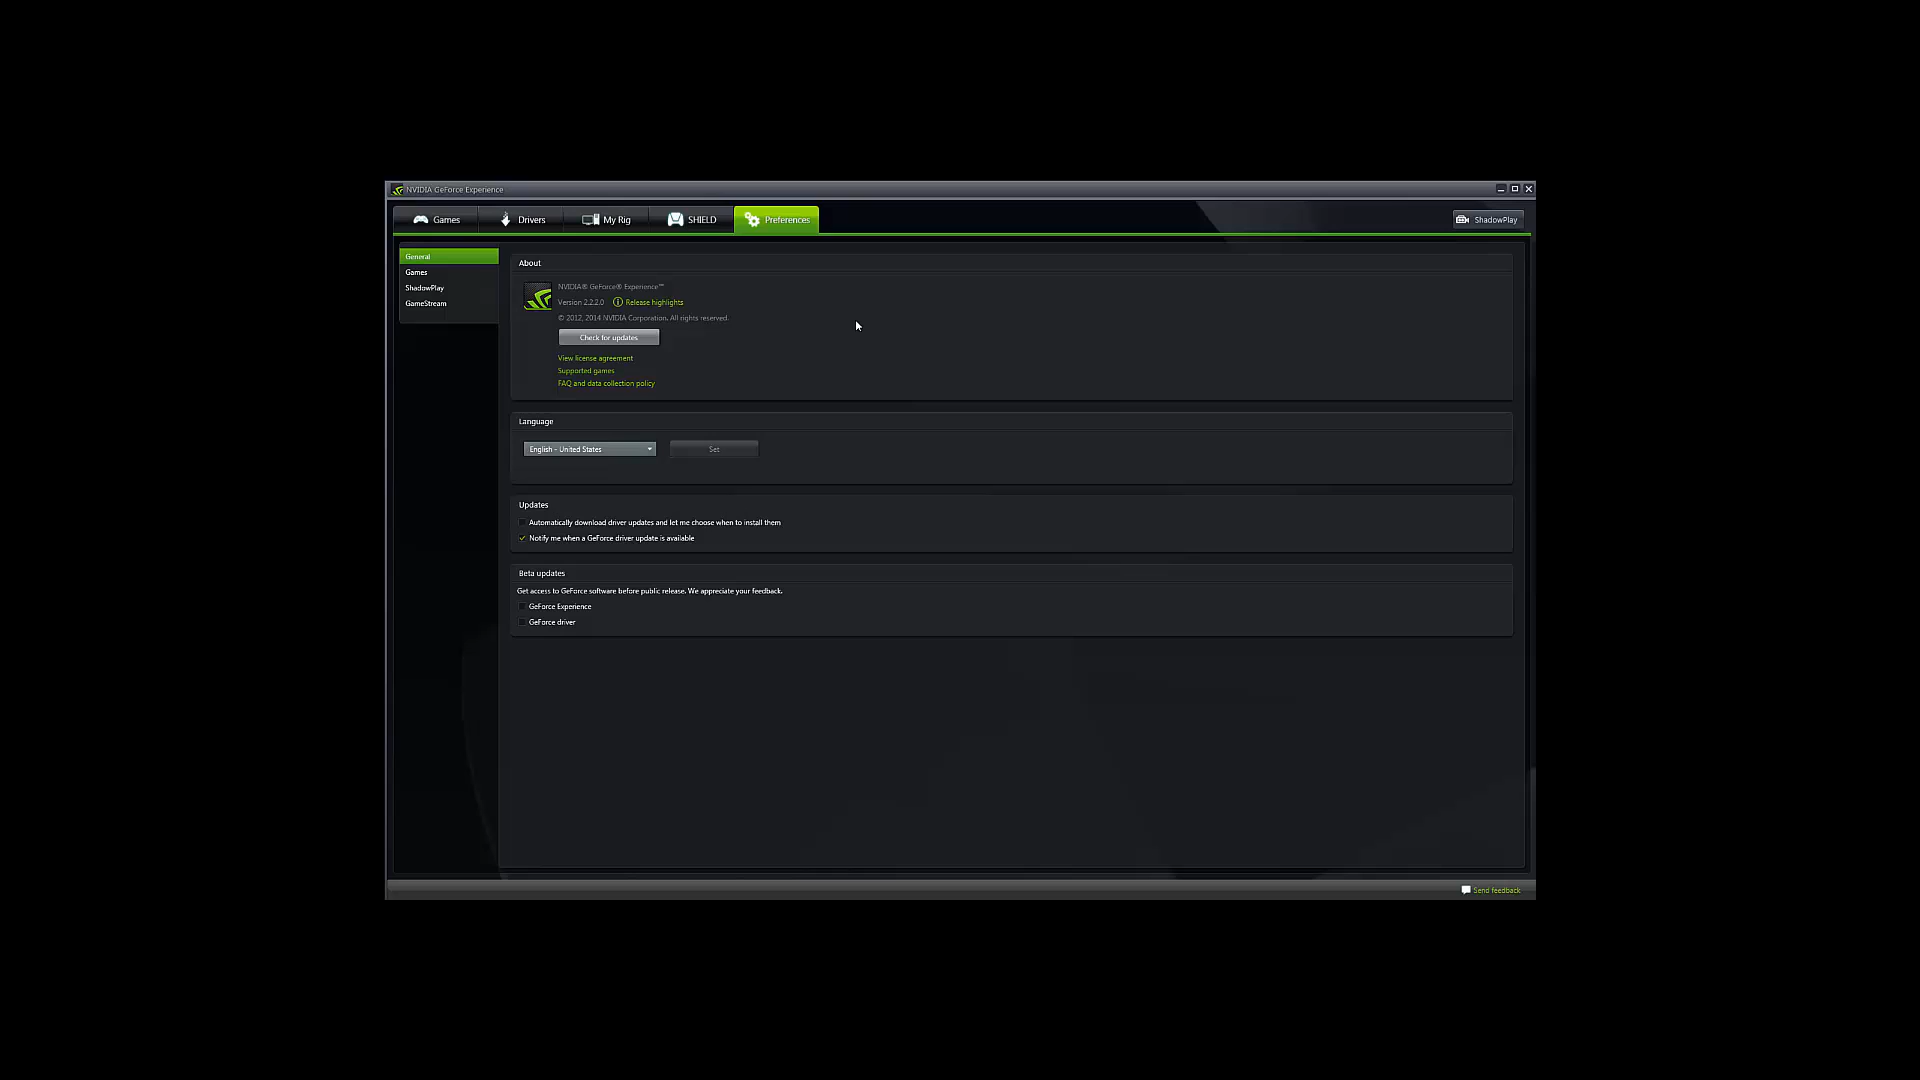 NVIDIA GeForce Experience
Games
Drivers
My Rig
SHIELD
Preferences
ShadowPlay
General
Games
ShadowPlay
GameStream
About
NVIDIA® GeForce® Experience™
Version 2.2.2.0 Release highlights
© 2012, 2014 NVIDIA Corporation. All rights reserved.
Check for updates
View license agreement
Supported games
FAQ and data collection policy
Language
English - United States
Set
Updates
Automatically download driver updates and let me choose when to install them
Notify me when a GeForce driver update is available
Beta updates
Get access to GeForce software before public release. We appreciate your feedback.
GeForce Experience
GeForce driver
Send feedback